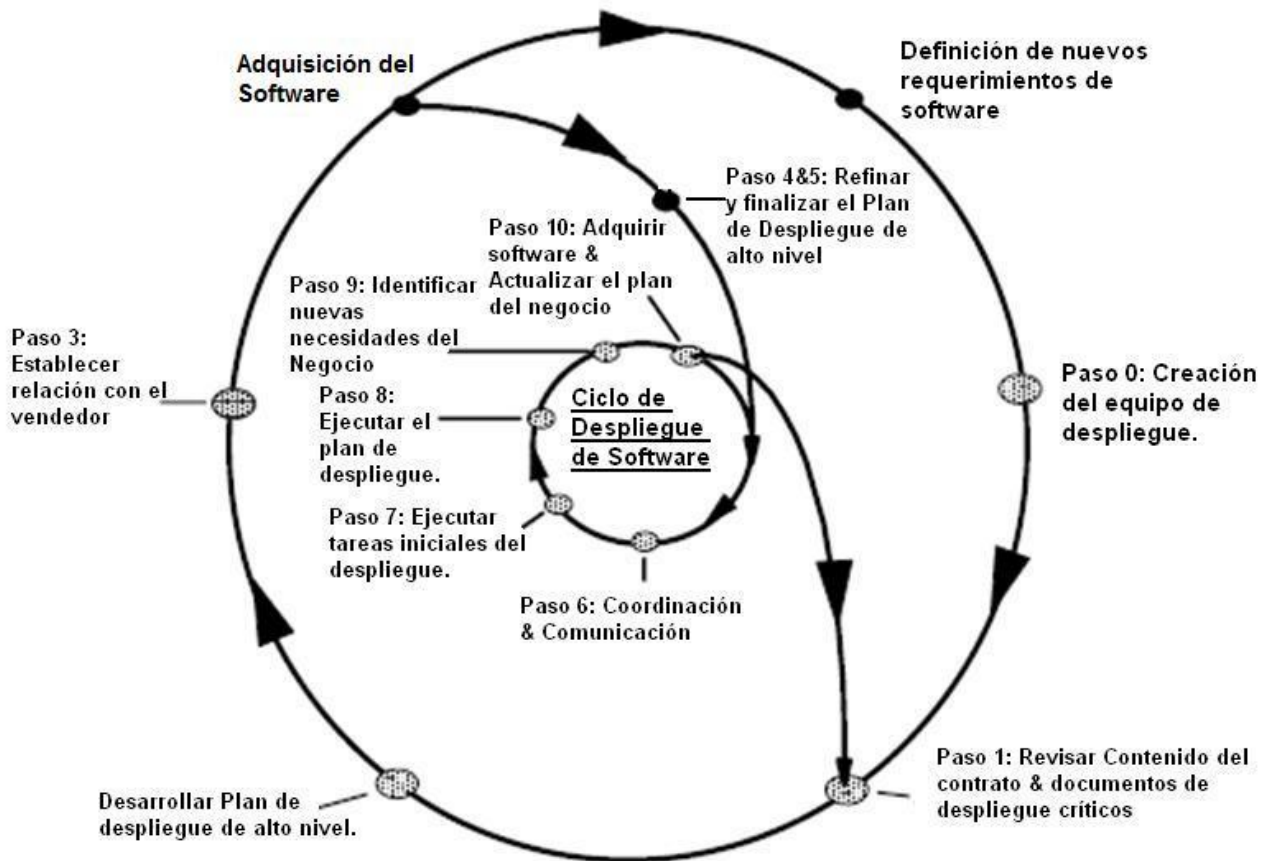 Adquisición del
Software
Definición de nuevos
requerimientos de
software
Paso 4&5: Refinar
y finalizar el Plan
de Despliegue de
alto nivel
Paso 10: Adquirir
software &
Actualizar el plan
del negocio
Paso 9: Identificar
nuevas
necesidades del
Negocio
Paso 3:
Establecer
relación con el
vendedor
Paso 0: Creación
del equipo de
despliegue.
Paso 8:
Ejecutar el
plan de
despliegue.
Ciclo de
Despliegue
de Software
Paso 7: Ejecutar
tareas iniciales del
despliegue.
Paso 6: Coordinación
& Comunicación
Paso 1: Revisar Contenido del
contrato & documentos de
despliegue críticos
Desarrollar Plan de
despliegue de alto nivel.